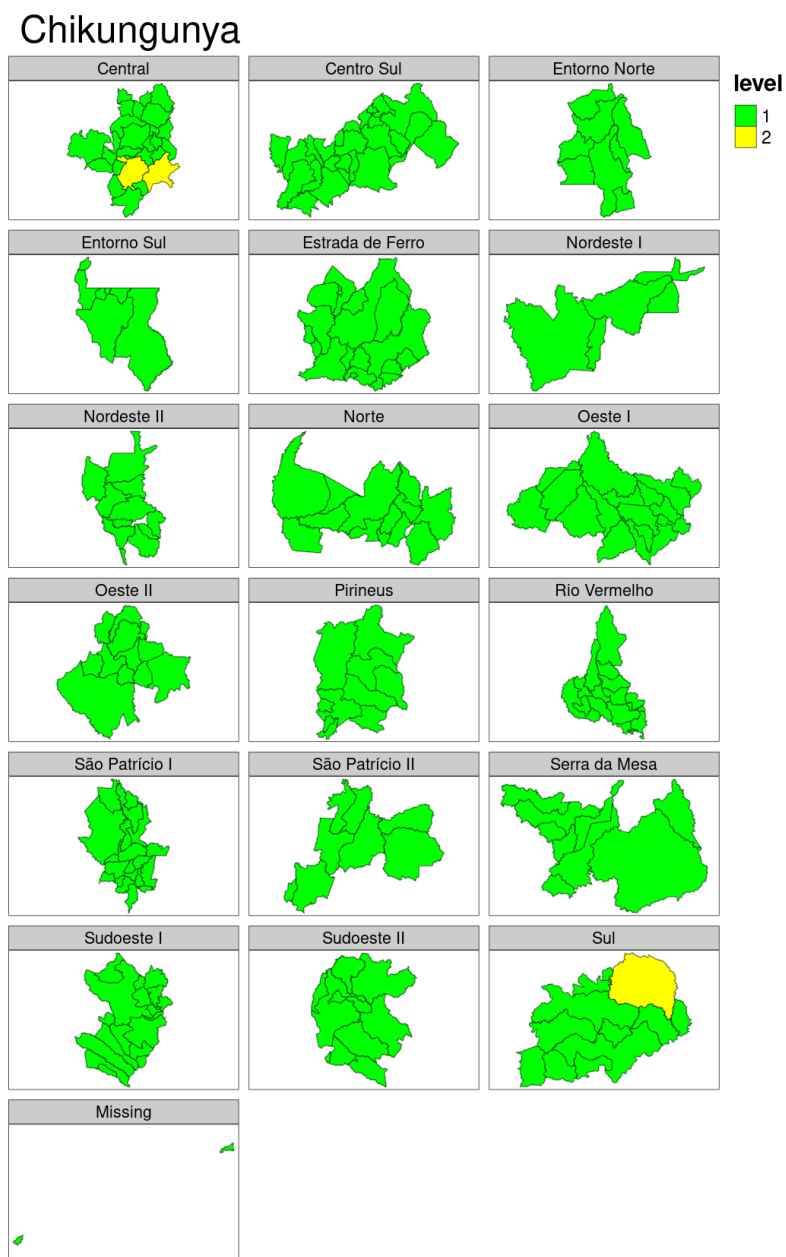 Chikungunya
Central
Centro Sul
Entorno Norte
level
1
2
Entorno Sul
Estrada de Ferro
Nordeste I
Nordeste II
Norte
Oeste I
Oeste II
Pirineus
Rio Vermelho
São Patrício I
São Patrício II
Serra da Mesa
Sudoeste I
Sudoeste II
Sul
Missing